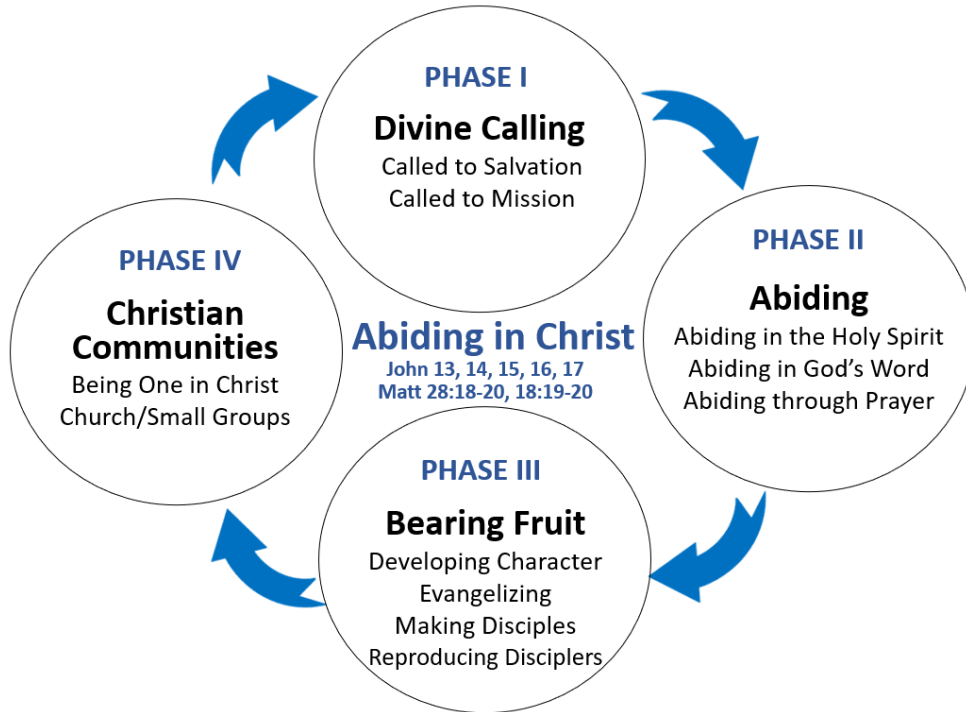 PHASE I
Divine Calling
Called to Salvation
Called to Mission
PHASE II
Abiding
Abiding in the Holy Spirit
Abiding in God’s Word
Abiding through Prayer
PHASE III
Bearing Fruit
Developing Character
Evangelizing
Making Disciples
Reproducing Disciplers
PHASE IV
Christian
Communities
Being One in Christ
Church/Small Groups
Abiding in Christ
John 13, 14, 15, 16, 17
Matt 28:18-20, 18:19-20